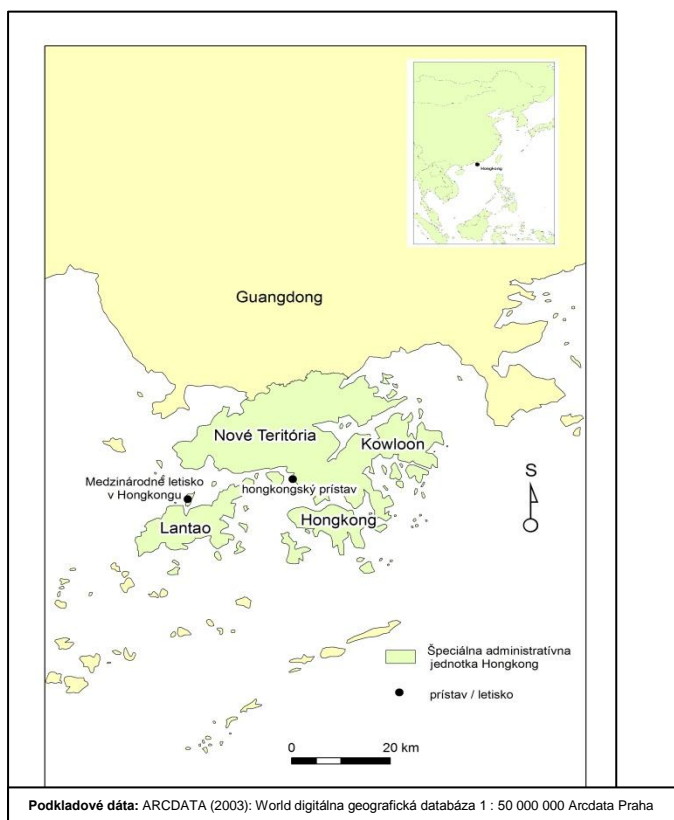 Hongkong
Guangdong
Nové Teritória
Kowloon
Medzinárodné letisko
v Hongkongu
hongkongský prístav
S
Lantao
Hongkong
Špeciálna administratívna
jednotka Hongkong
prístav / letisko
0 20 km
Podkladové dáta: ARCDATA (2003): World digitálna geografická databáza 1 : 50 000 000 Arcdata Praha